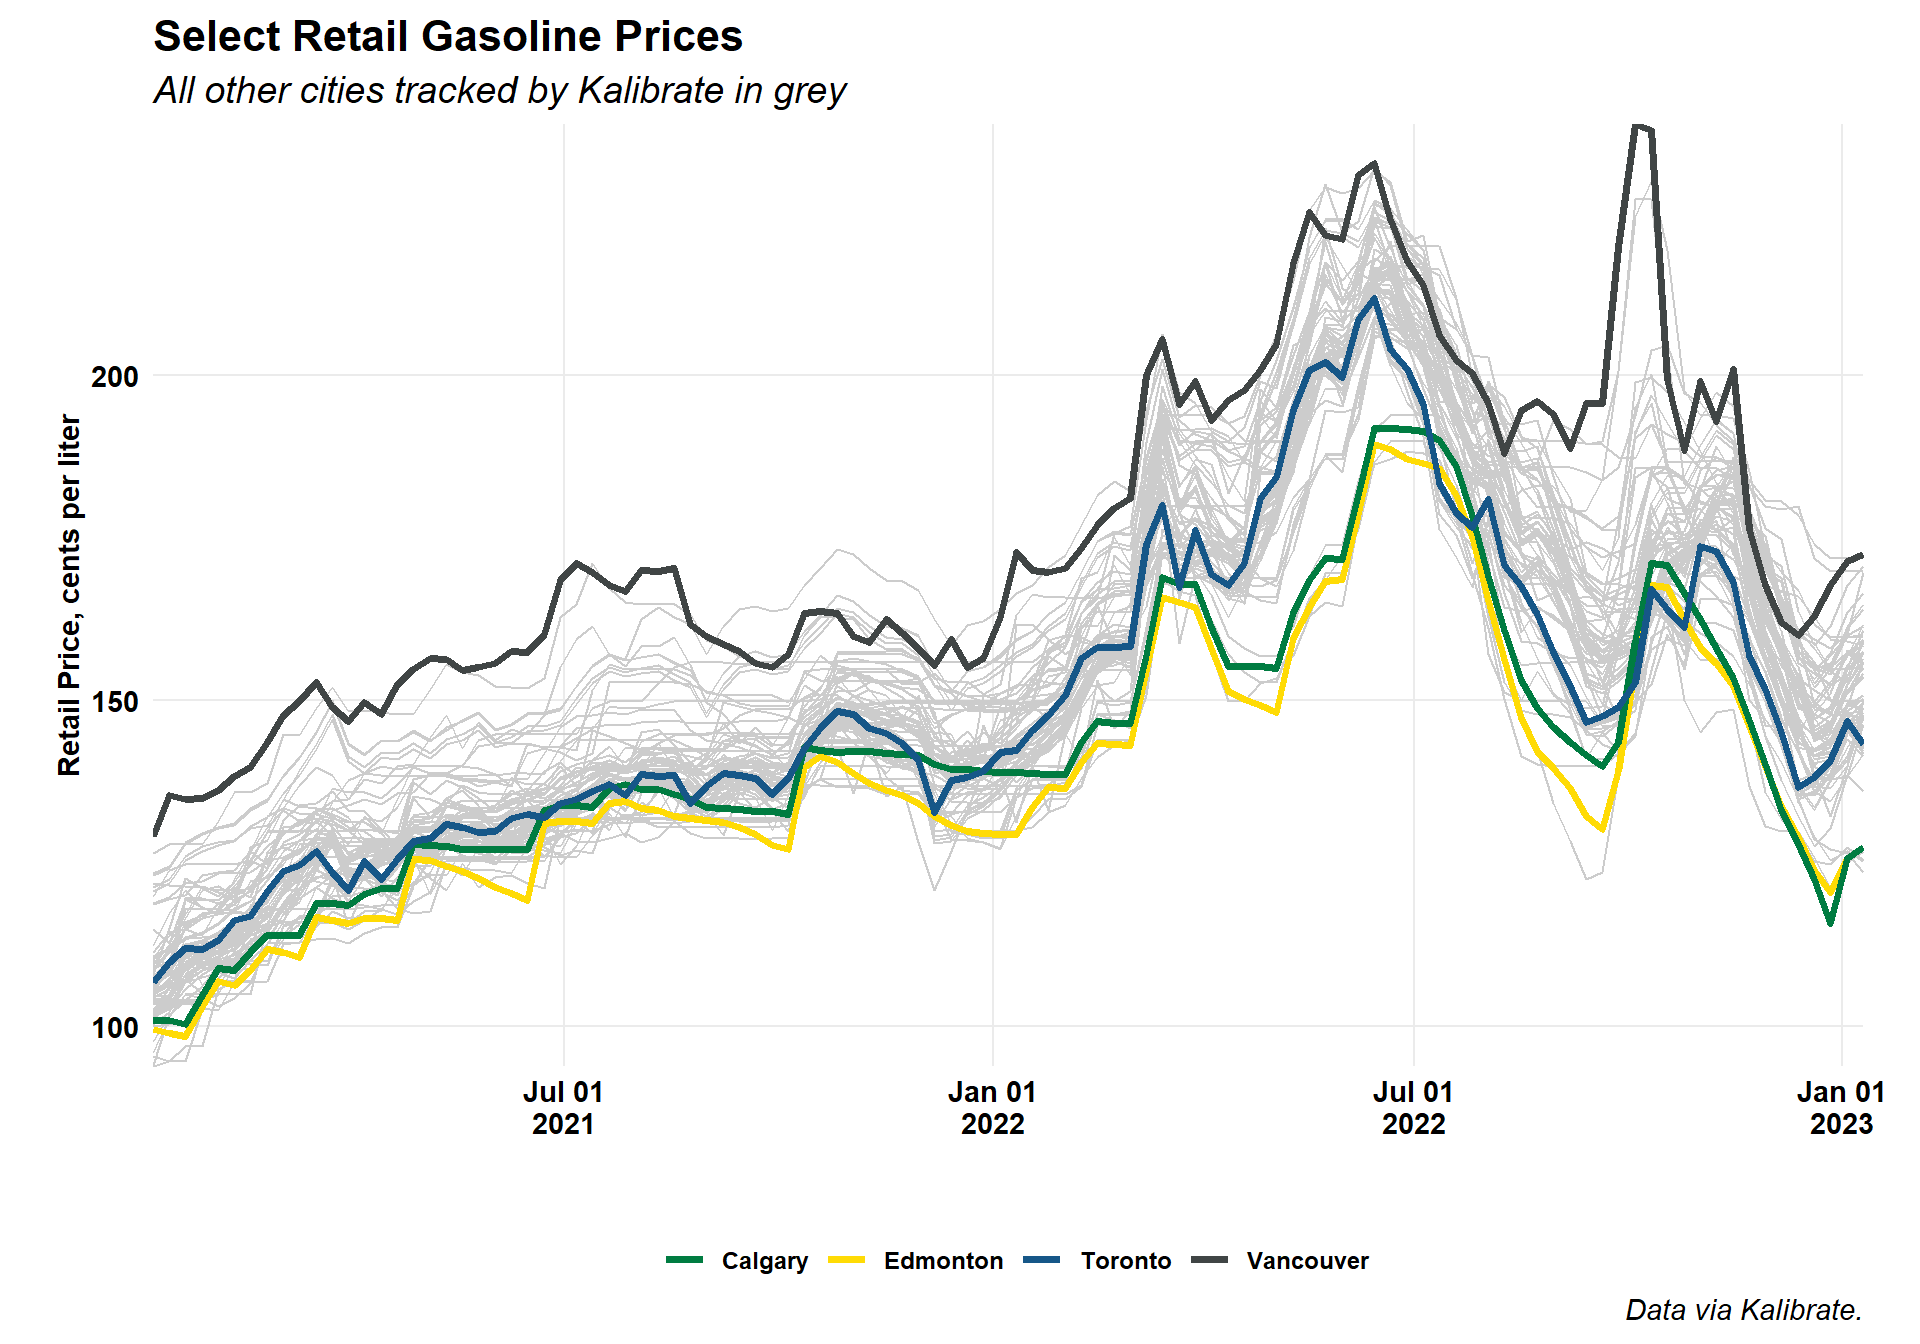 Select Retail Gasoline Prices
All other cities tracked by Kalibrate in grey
Retail Price, cents per liter
200
150
100
Jul 01
2021
Jan 01
2022
Jul 01
2022
Jan 01
2023
Calgary
Edmonton
Toronto
Vancouver
Data via Kalibrate.